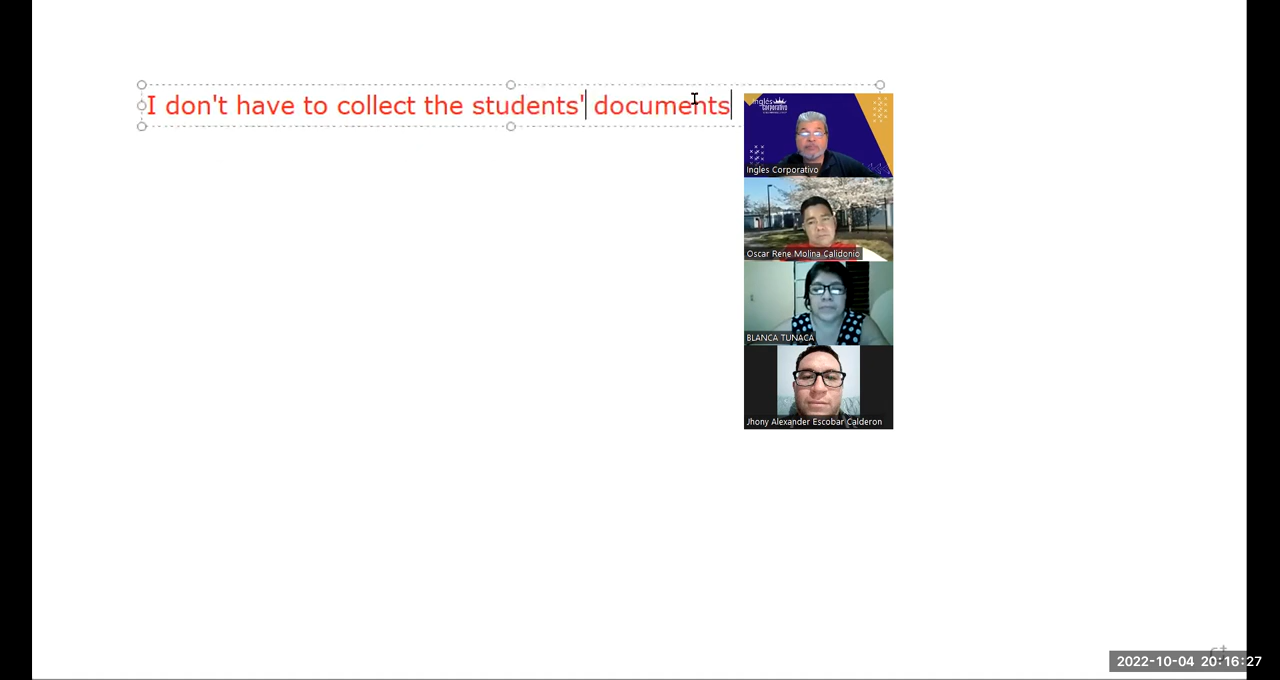 I don't have to collect the students' documents
inglés
corporativo
Ingles Corporativo
Oscar Rene Molina Calidonio
BLANCA TUNACA
Jhony Alexander Escobar Calderon
2022-10-04 20:16:27